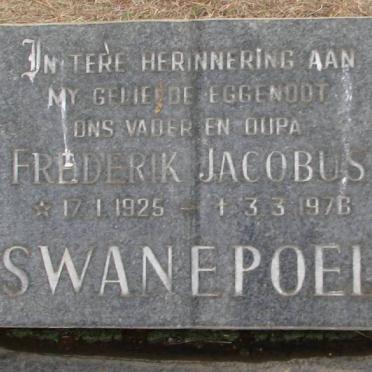 In tere herinnering aan
my geliefde eggenoot
ons vader en oupa
Frederik Jacobus
* 17.1.1925 – † 3.3.1976
SWANEPOEL